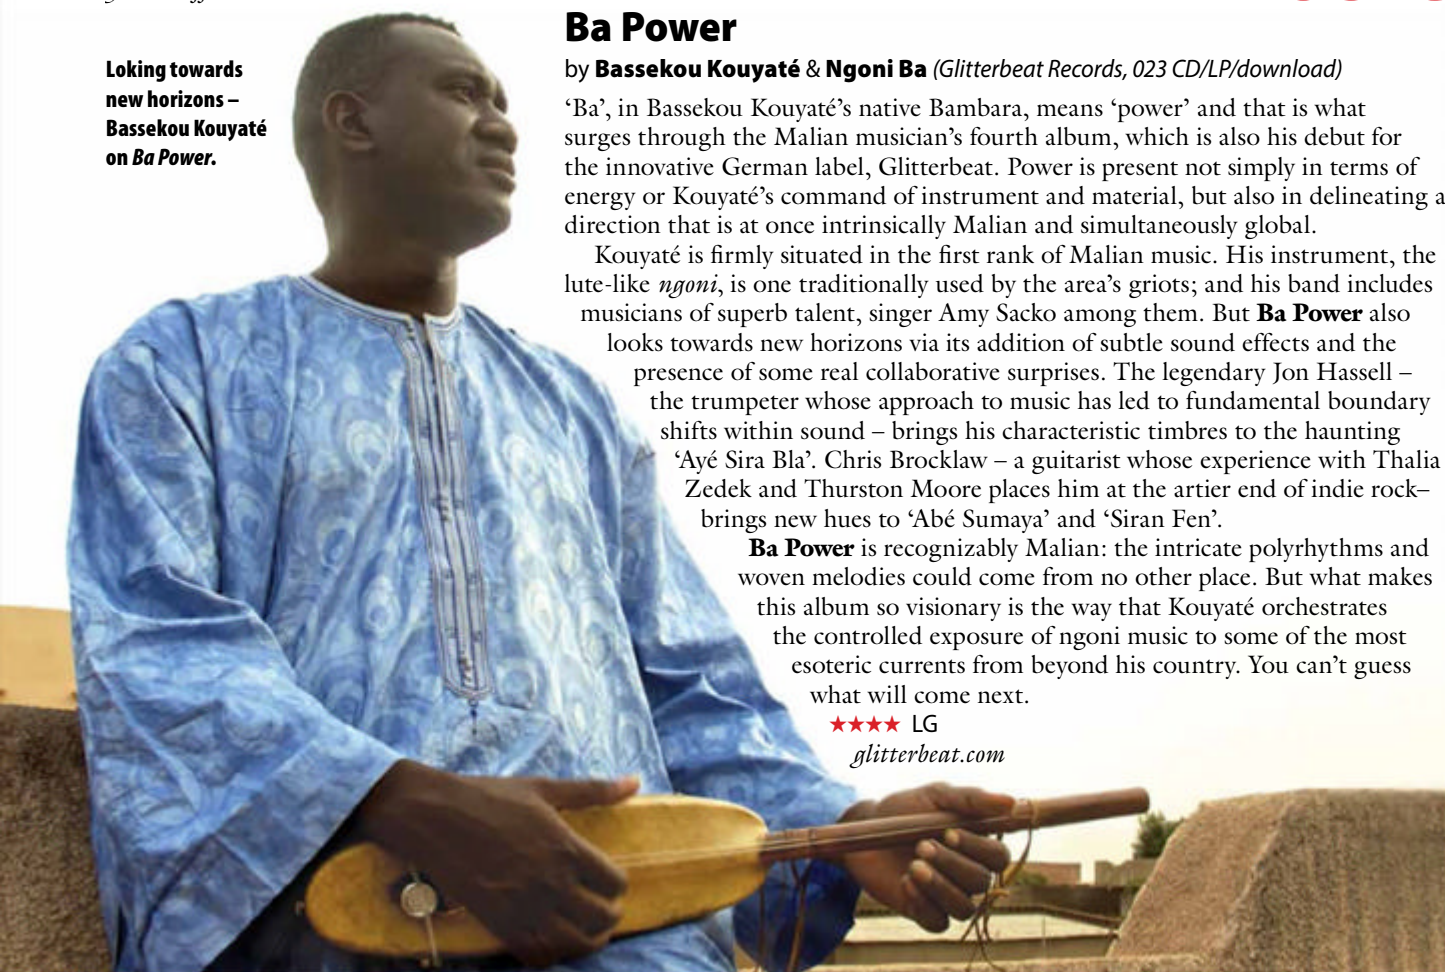 Loking towards
new horizons –
Bassekou Kouyaté
on Ba Power.
Ba Power
by Bassekou Kouyaté & Ngoni Ba (Glitterbeat Records, 023 CD/LP/download)
‘Ba’, in Bassekou Kouyaté’s native Bambara, means ‘power’ and that is what
surges through the Malian musician’s fourth album, which is also his debut for
the innovative German label, Glitterbeat. Power is present not simply in terms of
energy or Kouyaté’s command of instrument and material, but also in delineating a
direction that is at once intrinsically Malian and simultaneously global.
Kouyaté is firmly situated in the first rank of Malian music. His instrument, the
lute-like ngoni, is one traditionally used by the area’s griots; and his band includes
musicians of superb talent, singer Amy Sacko among them. But Ba Power also
looks towards new horizons via its addition of subtle sound effects and the
presence of some real collaborative surprises. The legendary Jon Hassell –
the trumpeter whose approach to music has led to fundamental boundary
shifts within sound – brings his characteristic timbres to the haunting
‘Ayé Sira Bla’. Chris Brocklaw – a guitarist whose experience with Thalia
Zedek and Thurston Moore places him at the artier end of indie rock–
brings new hues to ‘Abé Sumaya’ and ‘Siran Fen’.
Ba Power is recognizably Malian: the intricate polyrhythms and
woven melodies could come from no other place. But what makes
this album so visionary is the way that Kouyaté orchestrates
the controlled exposure of ngoni music to some of the most
esoteric currents from beyond his country. You can’t guess
what will come next.
★★★★ LG
glitterbeat.com